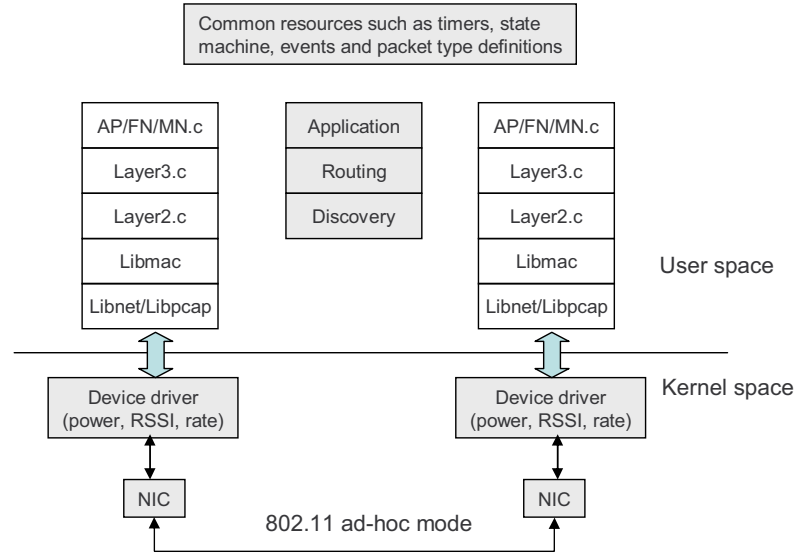 Common resources such as timers, state
machine, events and packet type definitions
AP/FN/MN.c
Layer3.c
Layer2.c
Libmac
Libnet/Libpcap
Application
Routing
Discovery
AP/FN/MN.c
Layer3.c
Layer2.c
Libmac
Libnet/Libpcap
User space
Kernel space
Device driver
(power, RSSI, rate)
Device driver
(power, RSSI, rate)
NIC
NIC
802.11 ad-hoc mode